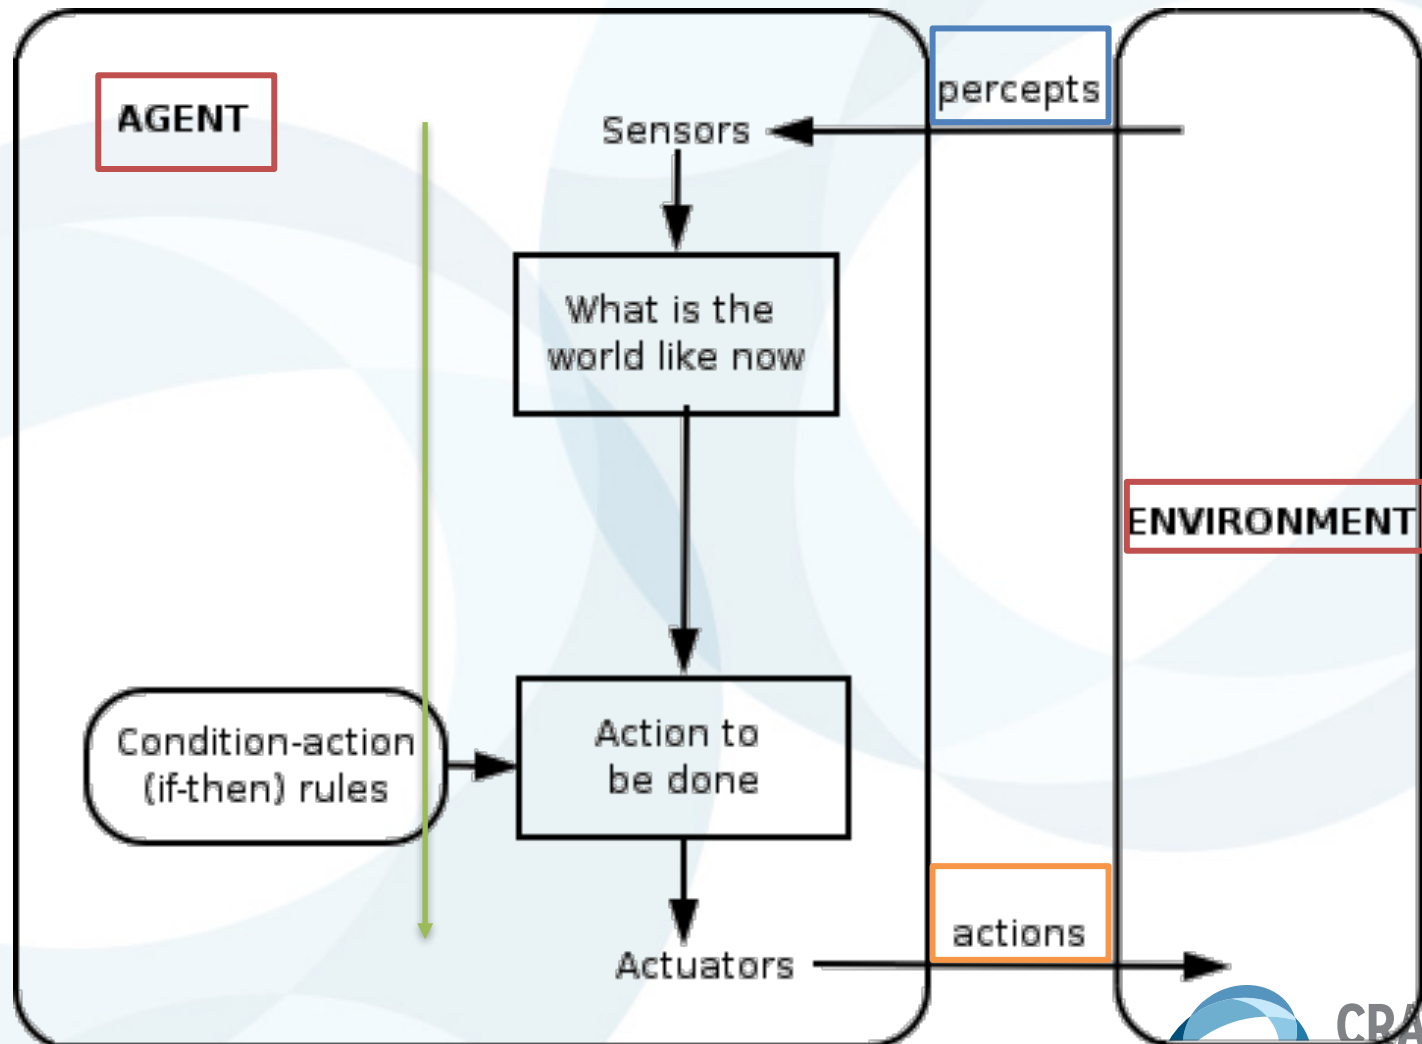 AGENT
percepts
Sensors
What is the
world like now
ENVIRONMENT
Condition-action
(if-then) rules
Action to
be done
actions
Actuators